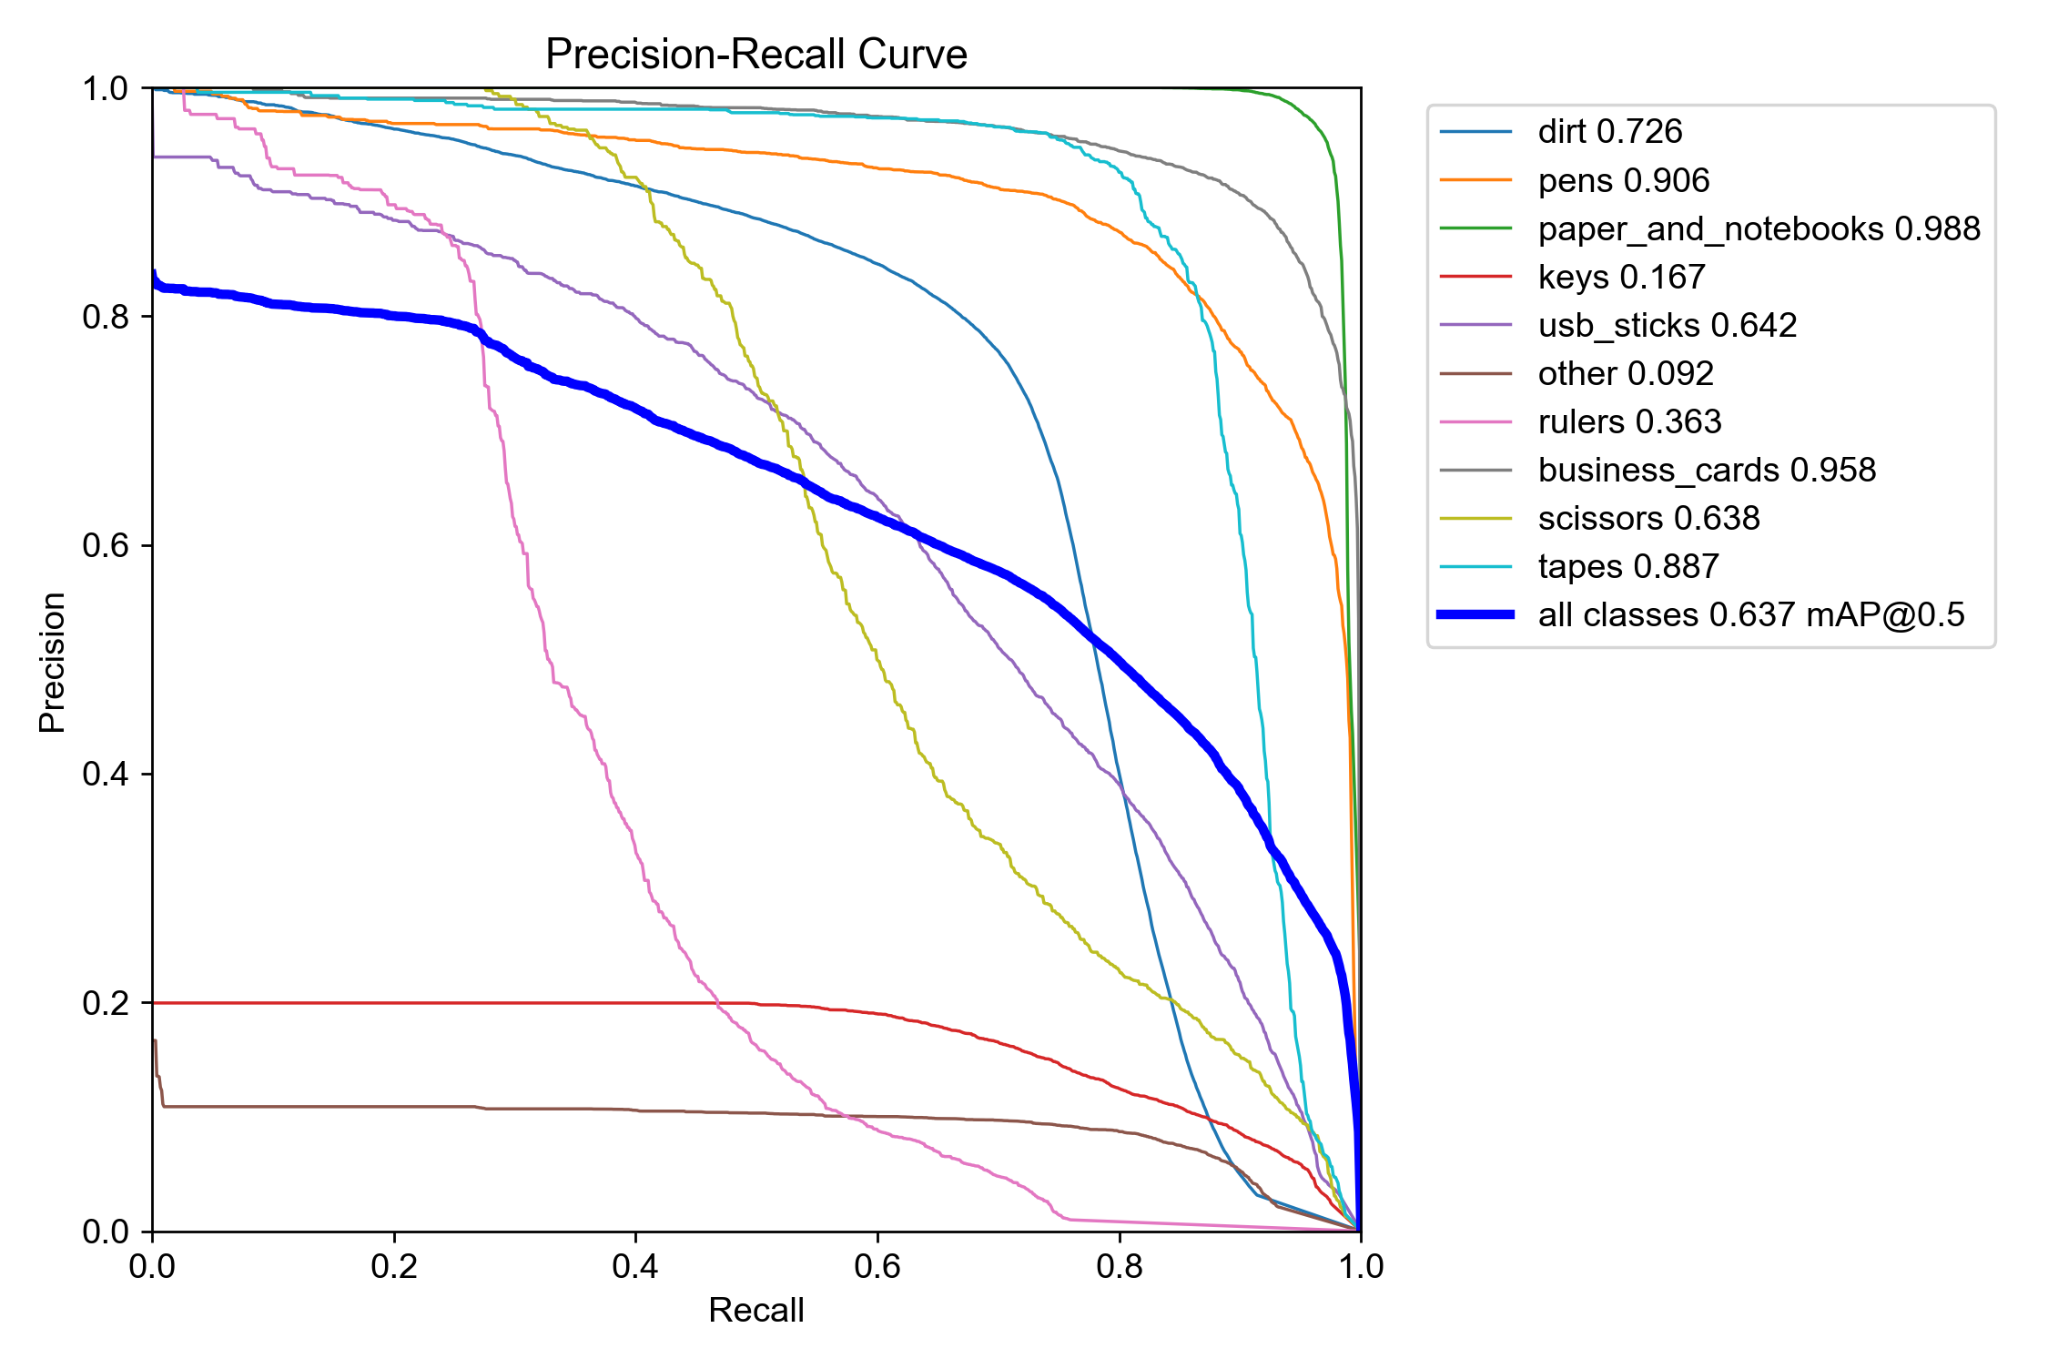 Precision-Recall Curve
1.0
0.8
0.6
0.4
0.2
0.0
Precision
0.0 0.2 0.4 0.6 0.8 1.0
Recall
dirt 0.726
pens 0.906
paper_and_notebooks 0.988
keys 0.167
usb_sticks 0.642
other 0.092
rulers 0.363
business_cards 0.958
scissors 0.638
tapes 0.887
all classes 0.637 mAP@0.5